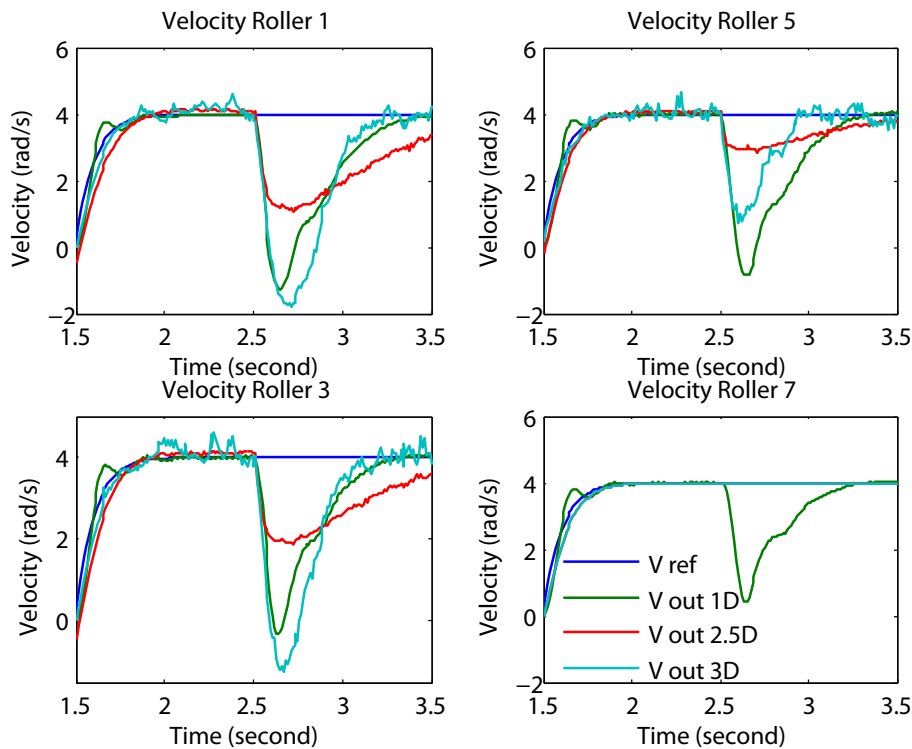 Velocity Roller 1
6
4
2
0
−2
Velocity (rad/s)
1.5 2 2.5 3 3.5
Time (second)
Velocity Roller 5
6
4
2
0
−2
Velocity (rad/s)
1.5 2 2.5 3 3.5
Time (second)
Velocity Roller 3
4
2
0
Velocity (rad/s)
1.5 2 2.5 3 3.5
Time (second)
Velocity Roller 7
6
4
2
0
−2
Velocity (rad/s)
V ref
V out 1D
V out 2.5D
V out 3D
1.5 2 2.5 3 3.5
Time (second)